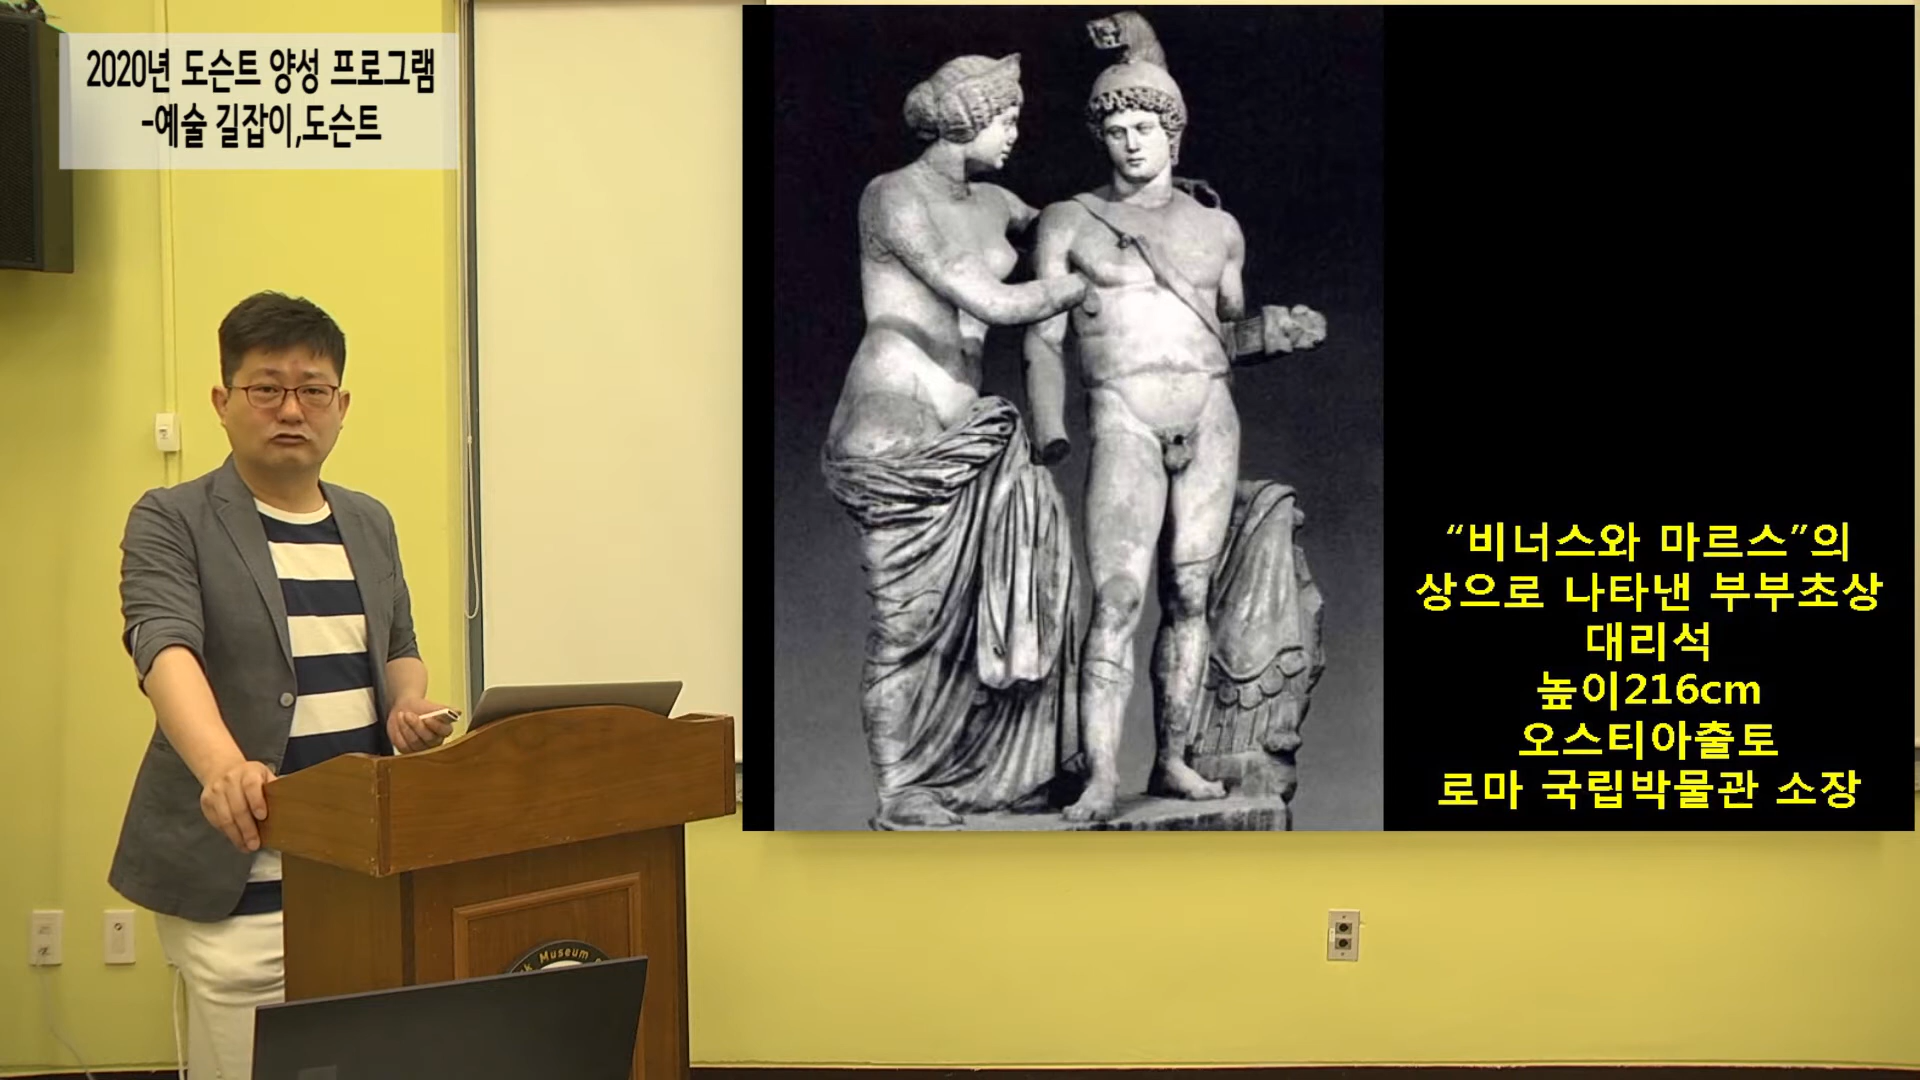 2020년 도슨트 양성 프로그램
-예술 길잡이,도슨트
“비너스와 마르스”의
상으로 나타낸 부부초상
대리석
높이216cm
오스티아출토
로마 국립박물관 소장
Museum